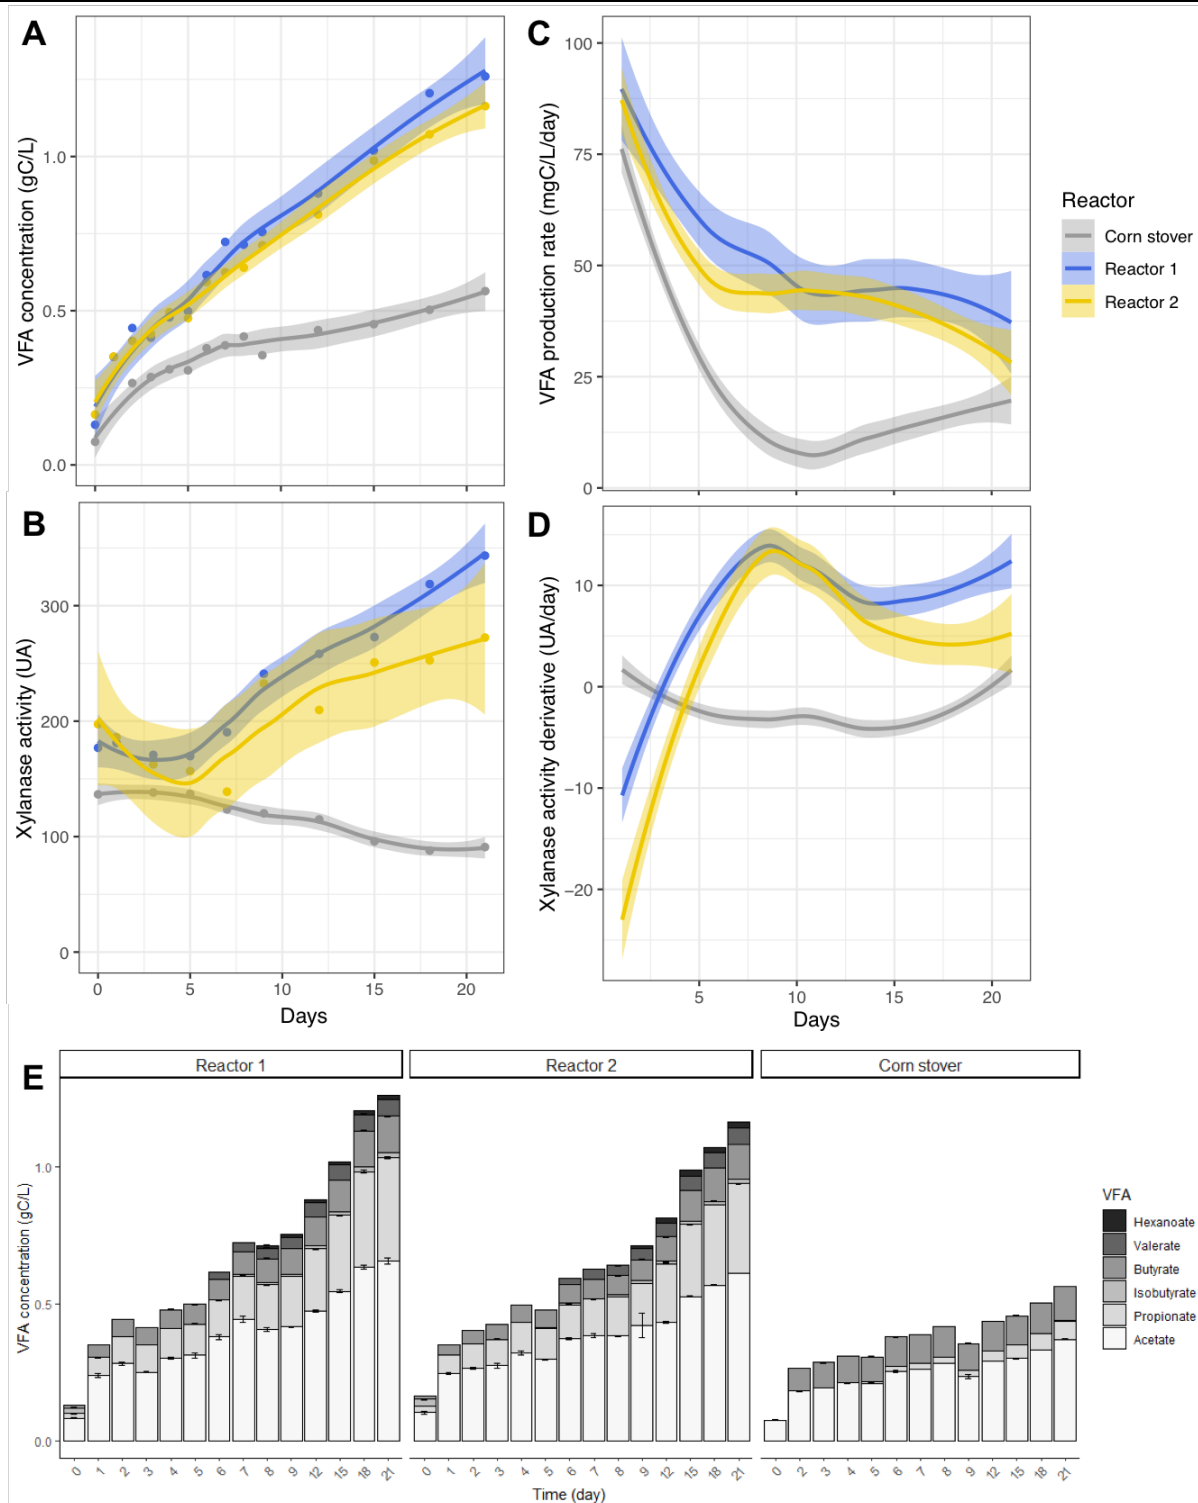 A
VFA concentration (gC/L)
1.0
0.5
0.0
C
VFA production rate (mgC/L/day)
100
75
50
25
0
Reactor
Corn stover
Reactor 1
Reactor 2
B
Xylanase activity (UA)
300
200
100
0
0 5 10 15 20
Days
D
Xylanase activity derivative (UA/day)
10
0
−10
−20
5 10 15 20
Days
E
Reactor 1 Reactor 2 Corn stover
VFA concentration (gC/L)
1.0
0.5
0.0
0 1 2 3 4 5 6 7 8 9 12 15 18 21 0 1 2 3 4 5 6 7 8 9 12 15 18 21 0 2 3 4 5 6 7 8 9 12 15 18 21
Time (day)
VFA
Hexanoate
Valerate
Butyrate
Isobutyrate
Propionate
Acetate